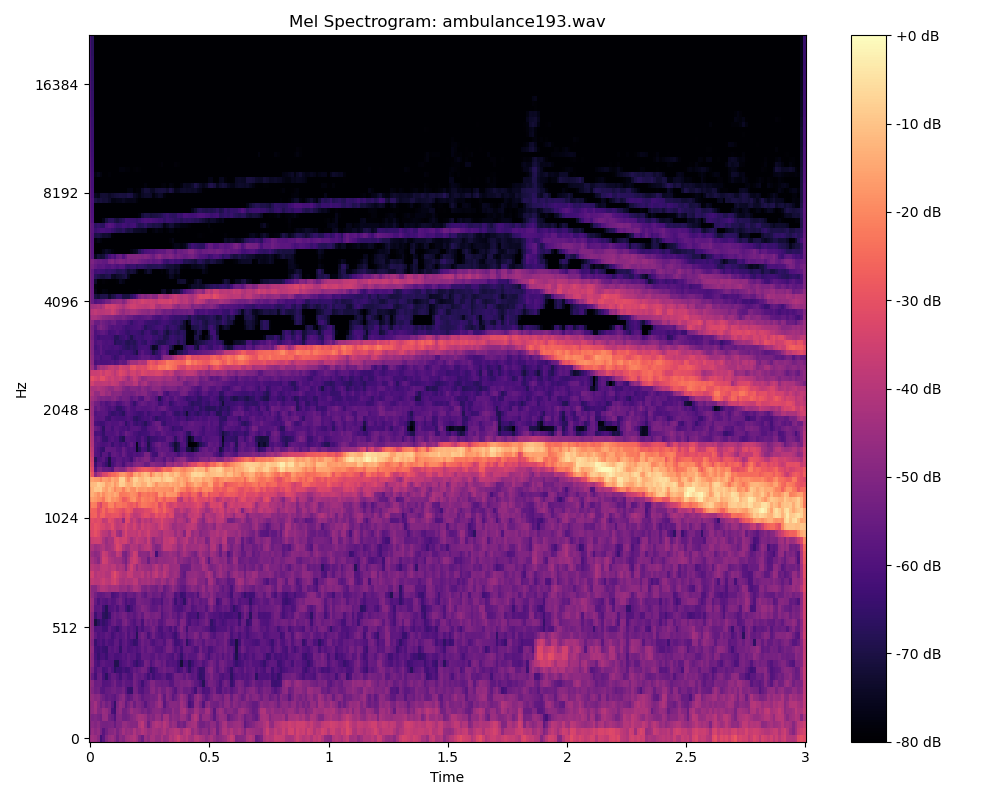 Mel Spectrogram: ambulance193.wav
+0 dB
16384
-10 dB
8192
-20 dB
4096
-30 dB
Hz
2048
-40 dB
-50 dB
1024
-60 dB
512
-70 dB
0
-80 dB
0 0.5 1 1.5 2 2.5 3
Time